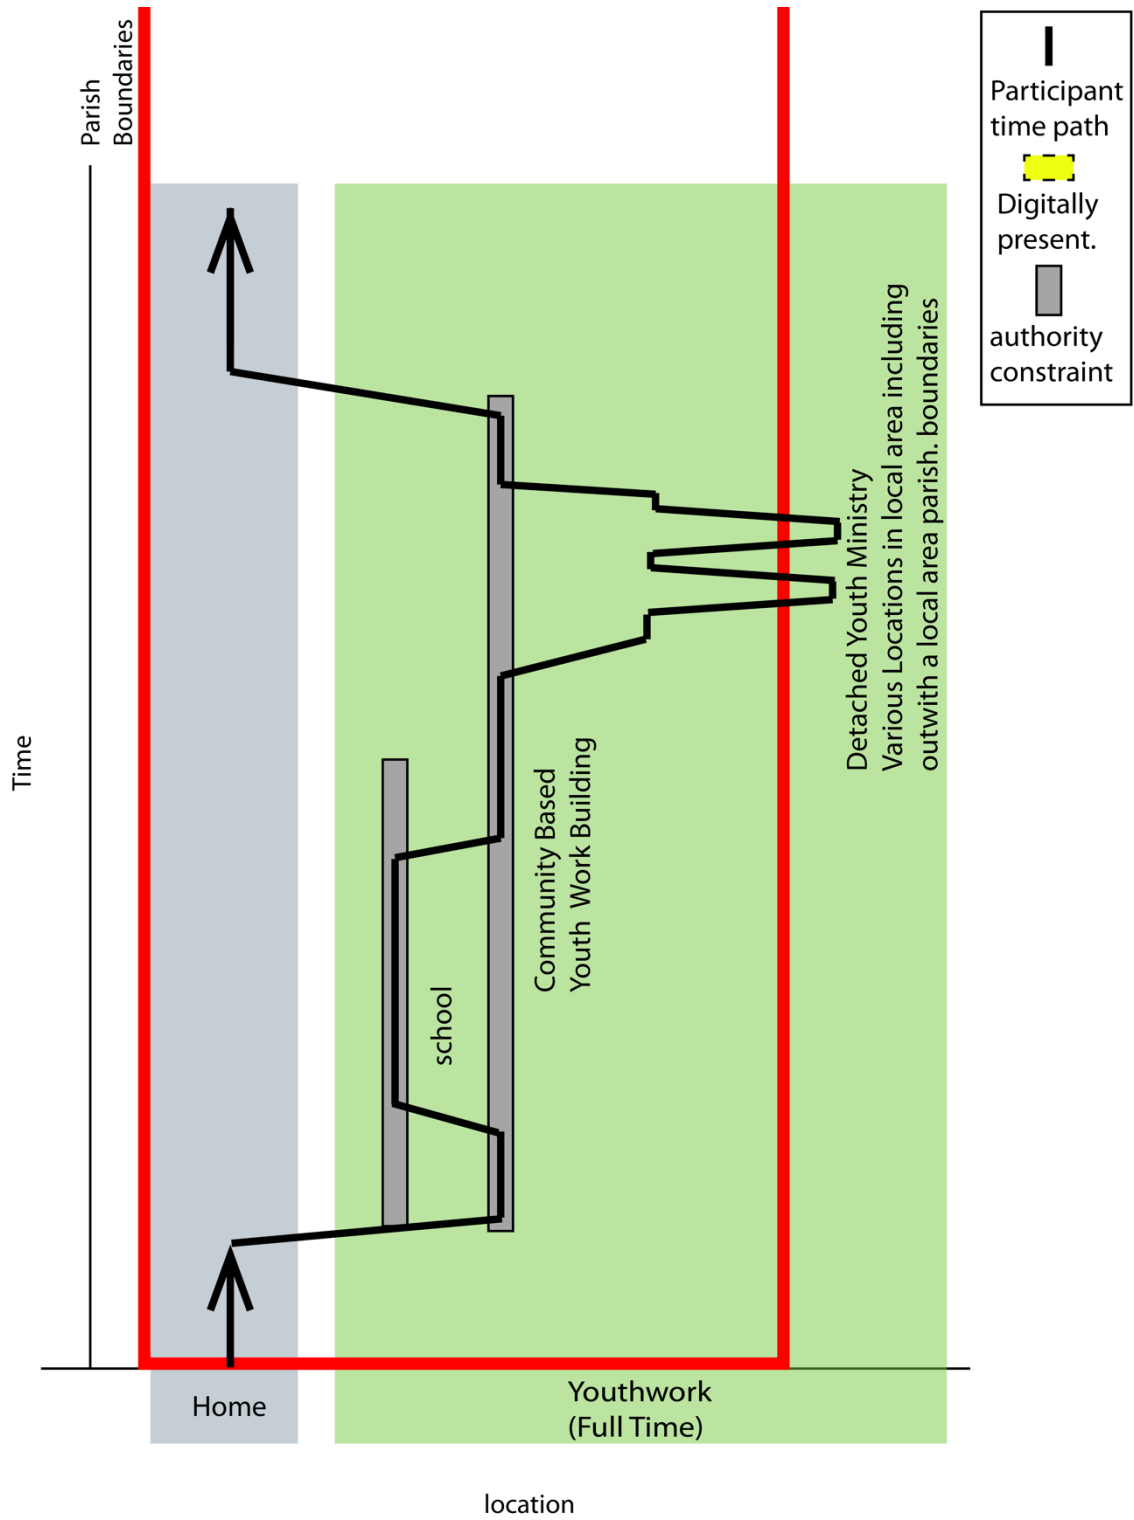 Parish
Boundaries
Participant
time path
Digitally
present.
authority
constraint
Detached Youth Ministry
Various Locations in local area including
outwith a local area parish. boundaries
Time
Community Based
Youth Work Building
school
Home
Youthwork
(Full Time)
location